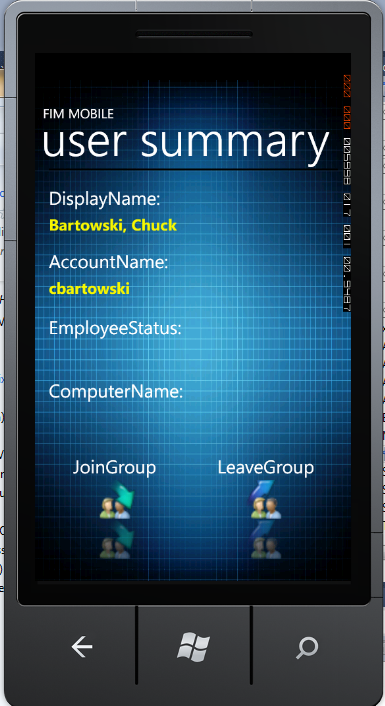 FIM MOBILE
user summary
DisplayName:
Bartowski, Chuck
AccountName:
cbartowski
EmployeeStatus:
ComputerName:
JoinGroup LeaveGroup